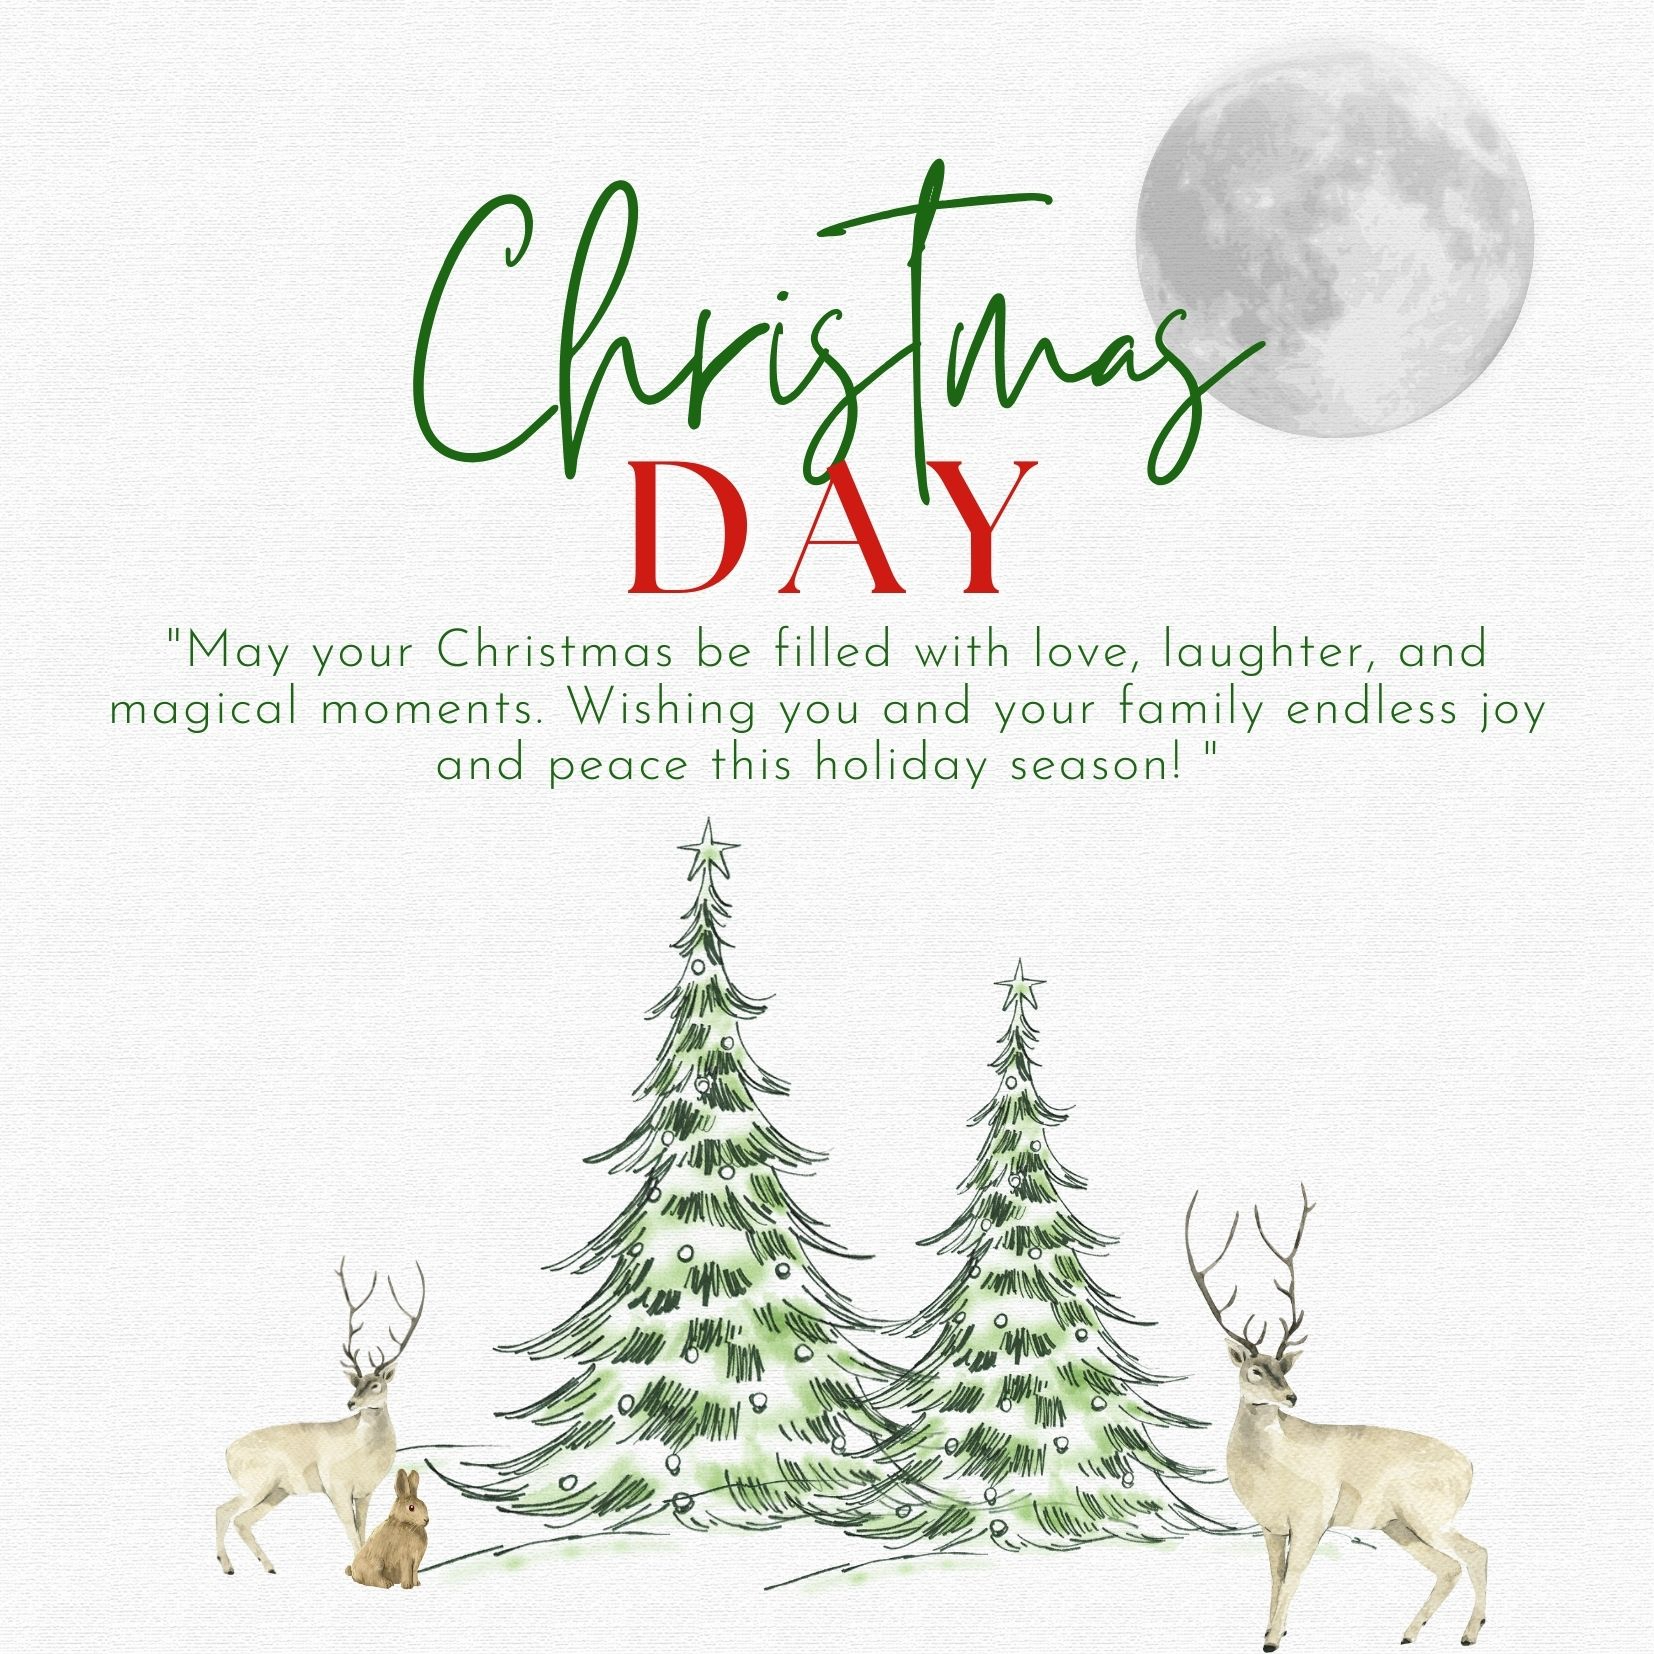 Christmas
DAY
"May your Christmas be filled with love, laughter, and
magical moments. Wishing you and your family endless joy
and peace this holiday season! "